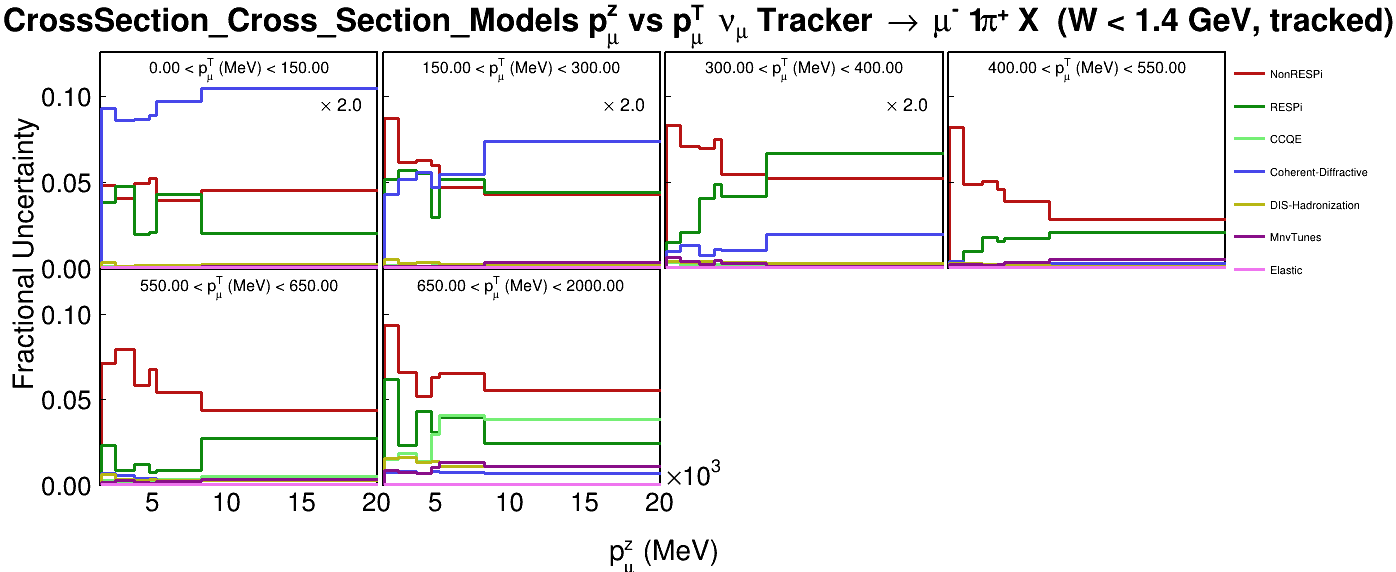 CrossSection_Cross_Section_Models p^z_μ vs p^T_μ ν_μ Tracker → μ^- 1π^+ X (W < 1.4 GeV, tracked)
0.00 < p^T_μ (MeV) < 150.00
150.00 < p^T_μ (MeV) < 300.00
300.00 < p^T_μ (MeV) < 400.00
400.00 < p^T_μ (MeV) < 550.00
× 2.0
× 2.0
× 2.0
0.10
0.05
0.00
NonRESPi
RESPi
CCQE
Coherent-Diffractive
DIS-Hadronization
MnvTunes
Elastic
Fractional Uncertainty
550.00 < p^T_μ (MeV) < 650.00
650.00 < p^T_μ (MeV) < 2000.00
0.10
0.05
0.00
5
10
15
20
5
10
15
20
×10^3
p^z_μ (MeV)